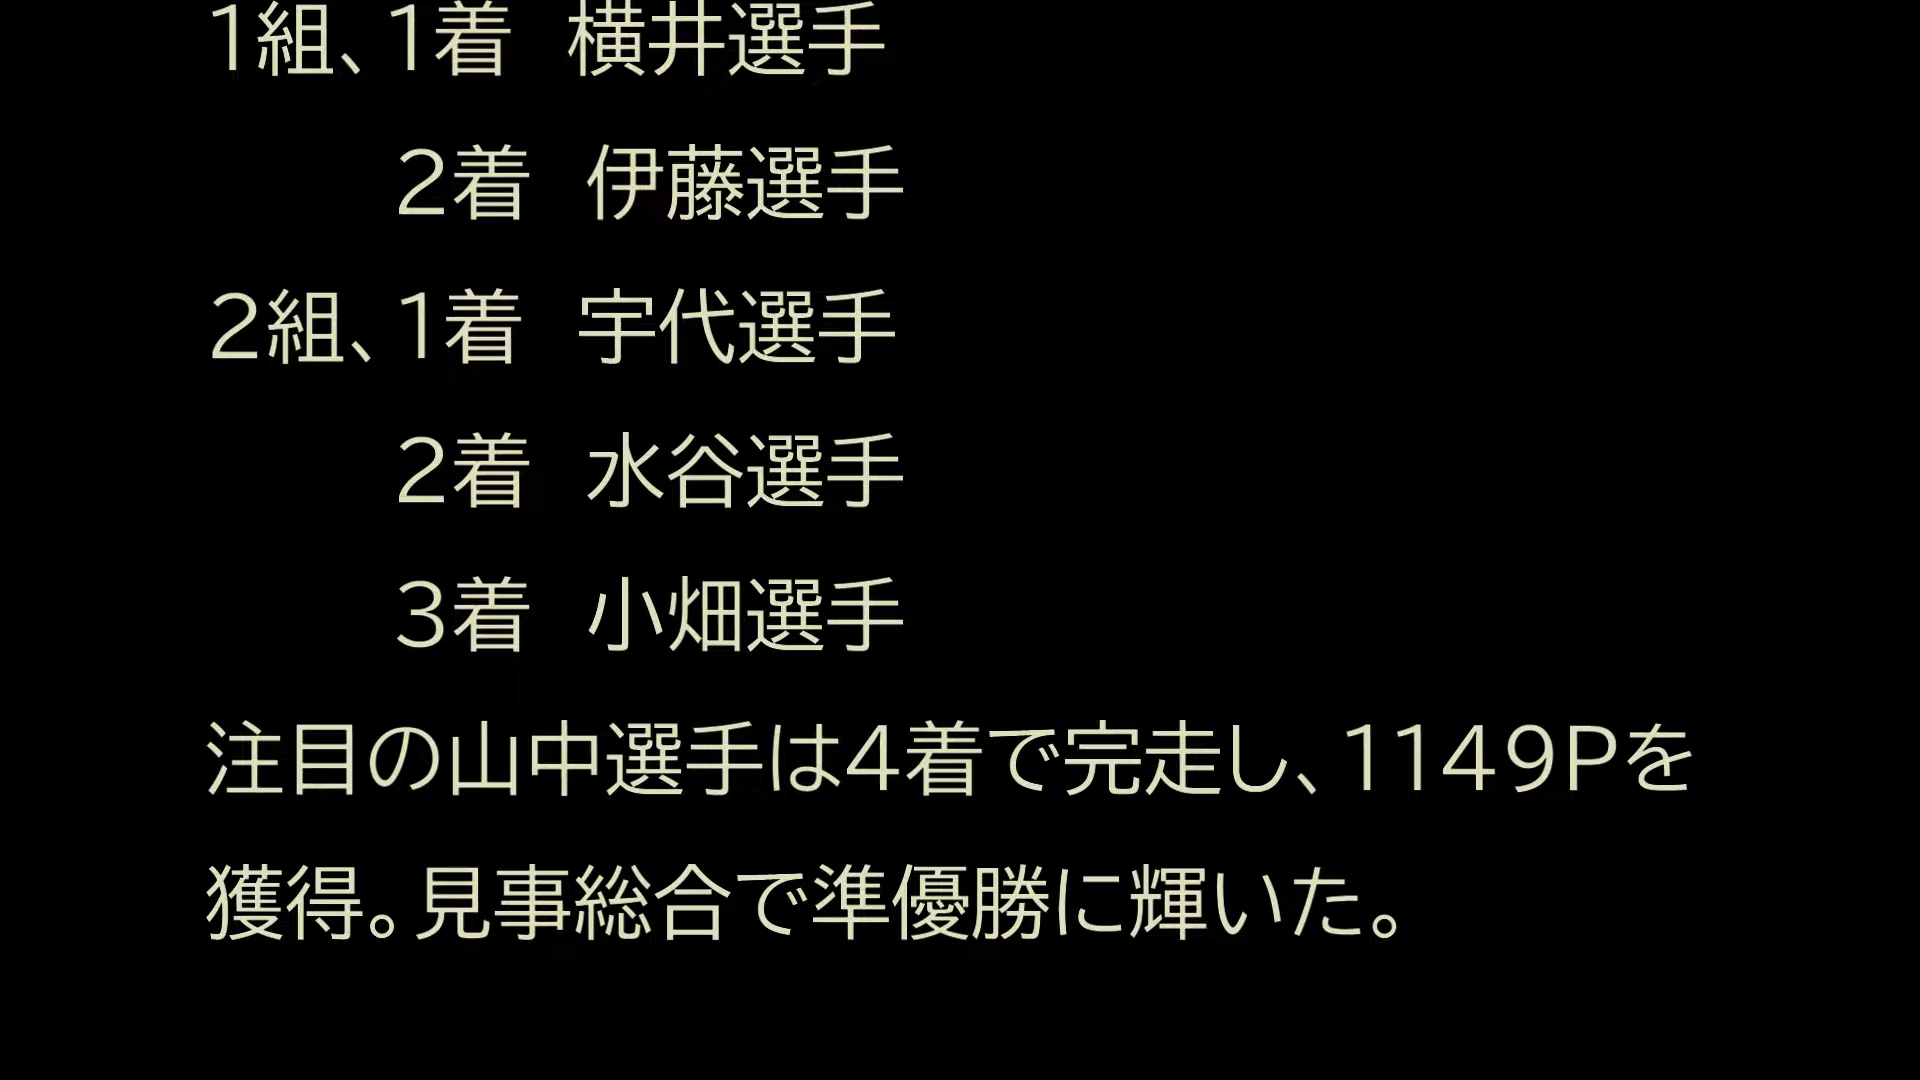 1組、1着　横井選手
2着　伊藤選手
2組、1着　宇代選手
2着　水谷選手
3着　小畑選手
注目の山中選手は4着で完走し、1149Pを
獲得。見事総合で準優勝に輝いた。